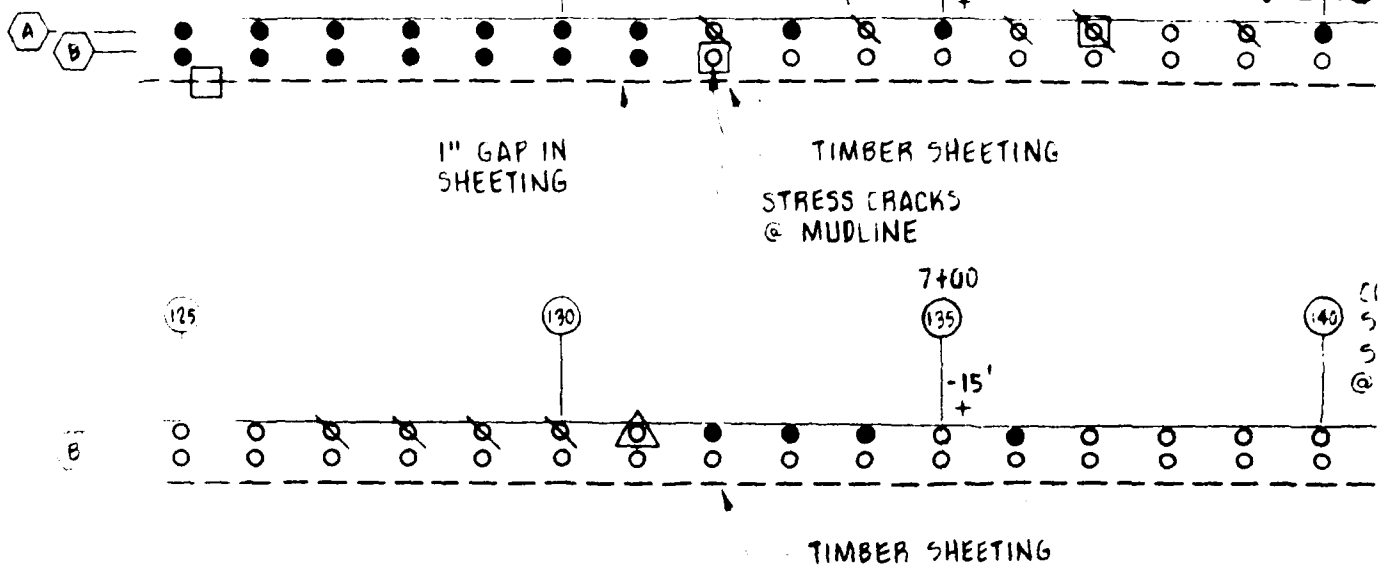 A
B
1" GAP IN
SHEETING
TIMBER SHEETING
STRESS CRACKS
@ MUDLINE
7+00
125
130
135
140
-15'
B
TIMBER SHEETING